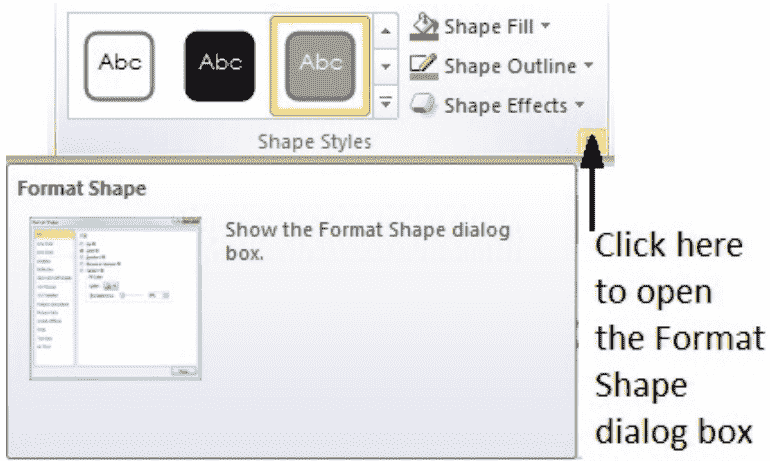 Abc
Abc
Abc
Shape Fill
Shape Outline
Shape Effects
Shape Styles
Format Shape
Show the Format Shape dialog
box.
Click here
to open
the Format
Shape
dialog box